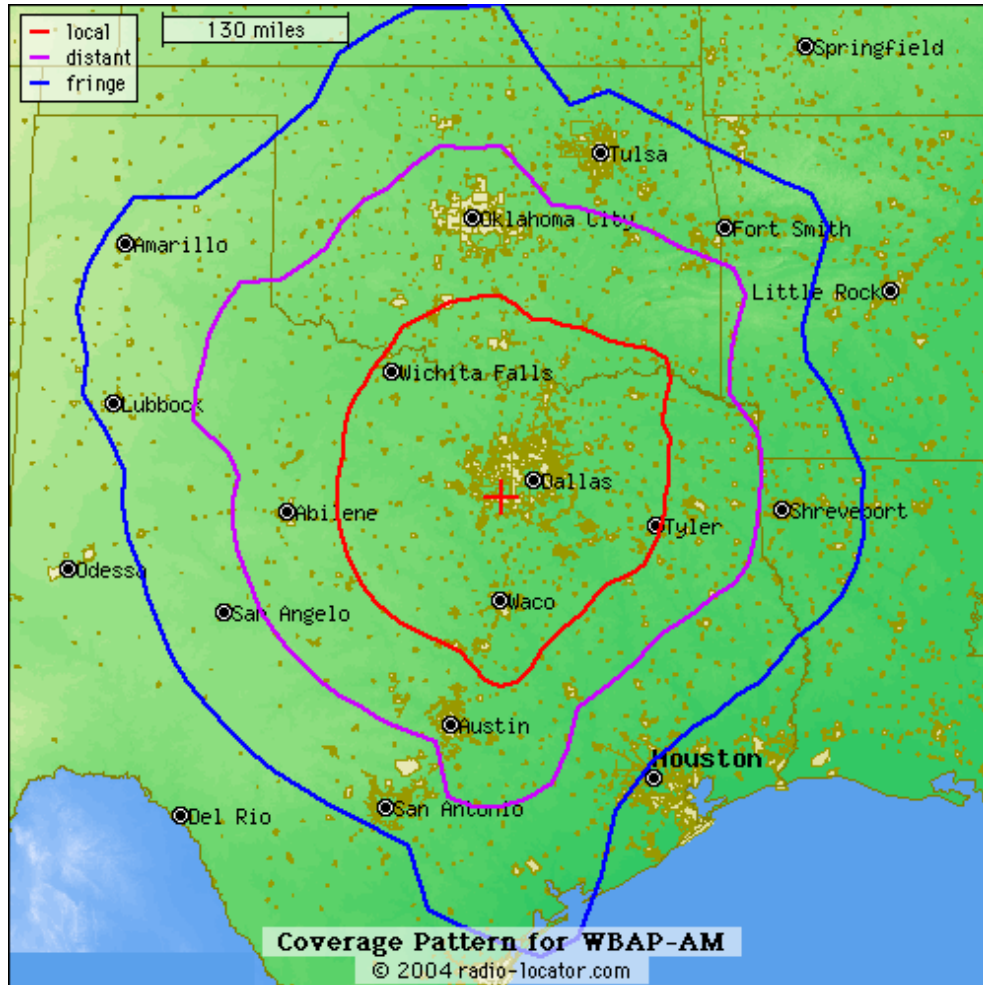 130 miles
local
distant
fringe
Springfield
Tulsa
Oklahoma City
Fort Smith
Amarillo
Little Rock
Wichita Falls
Lubbock
Dallas
Abilene
Shreveport
Tyler
Odessa
Waco
San Angelo
Austin
Houston
San Antonio
Del Rio
Coverage Pattern for WBAP-AM
© 2004 radio-locator.com